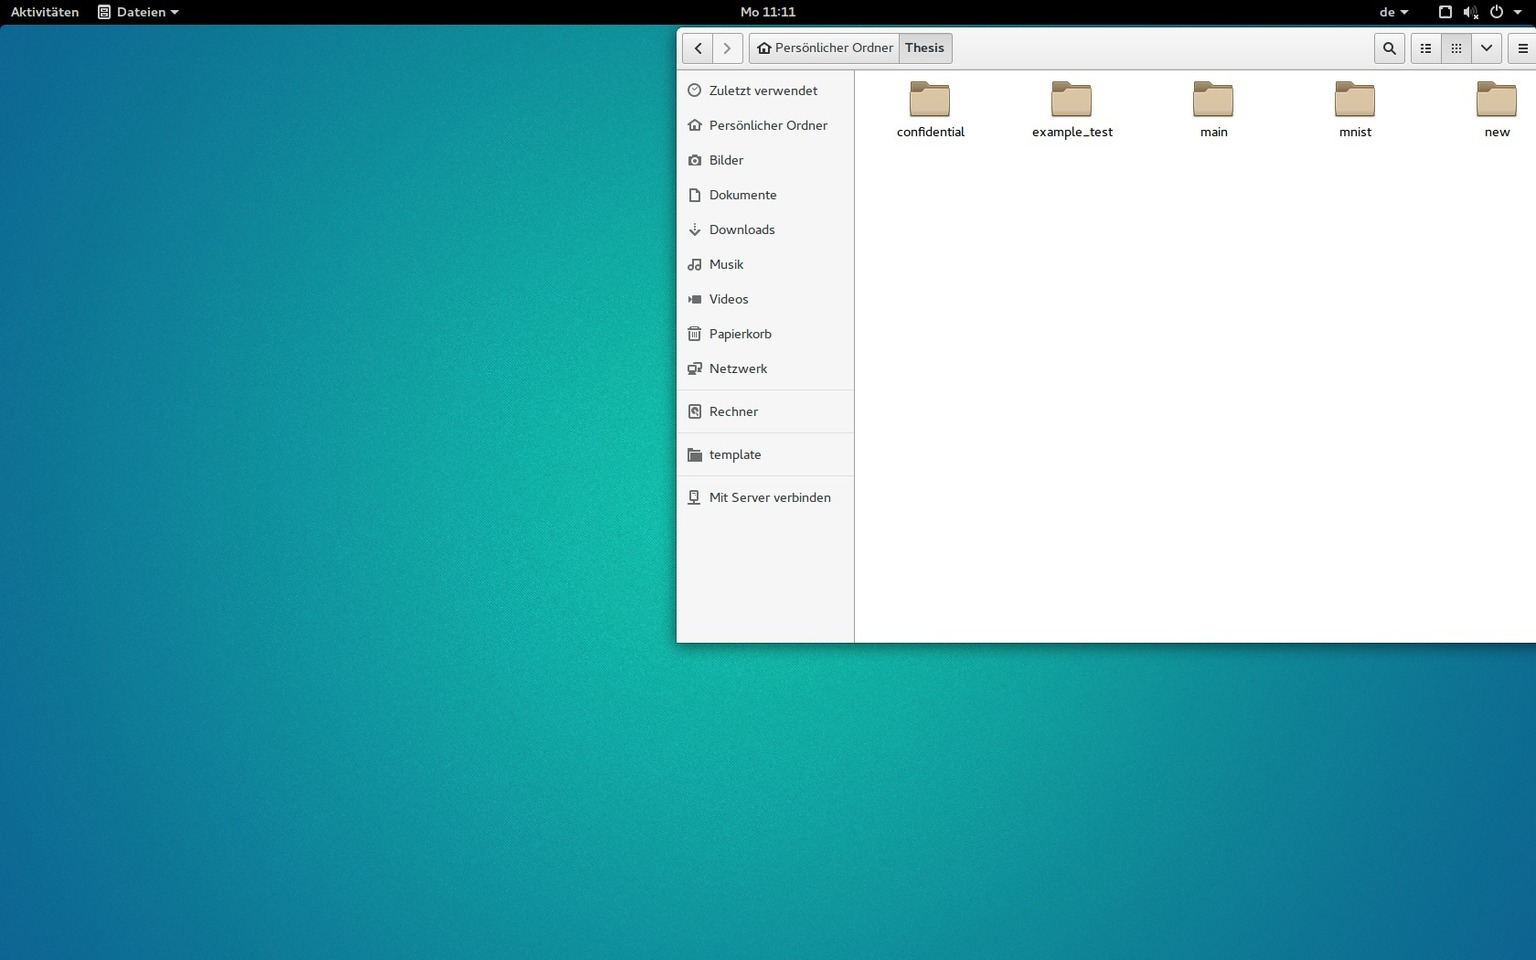 Aktivitäten Dateien Mo 11:11 de
Persönlicher Ordner Thesis
Zuletzt verwendet
Persönlicher Ordner
Bilder
Dokumente
Downloads
Musik
Videos
Papierkorb
Netzwerk
Rechner
template
Mit Server verbinden
confidential example_test main mnist new